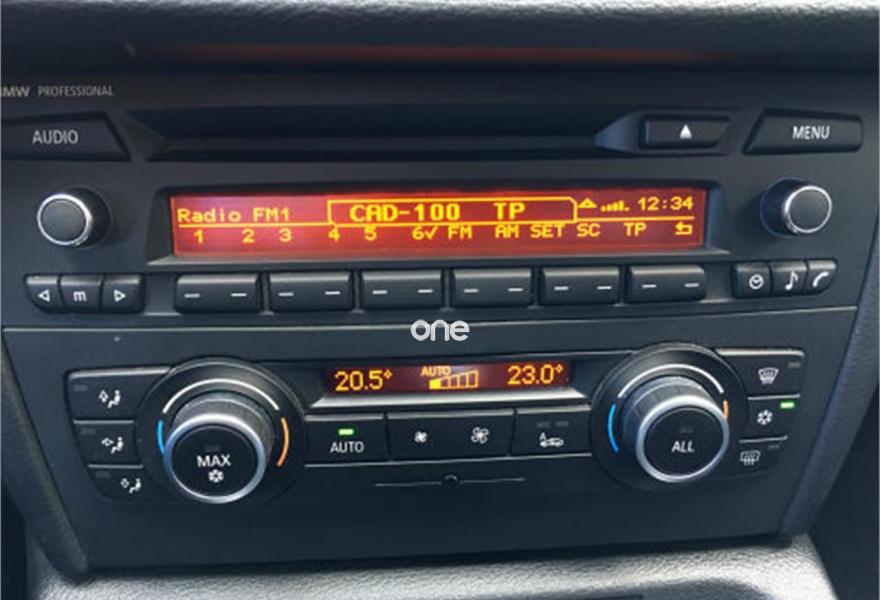 BMW PROFESSIONAL
AUDIO
MENU
Radio FM1
CAD-100 TP
12:34
1 2 3 4 5 6✓ FM AM SET SC TP
m
one
20.5°
AUTO
23.0°
MAX
AUTO
A
ALL